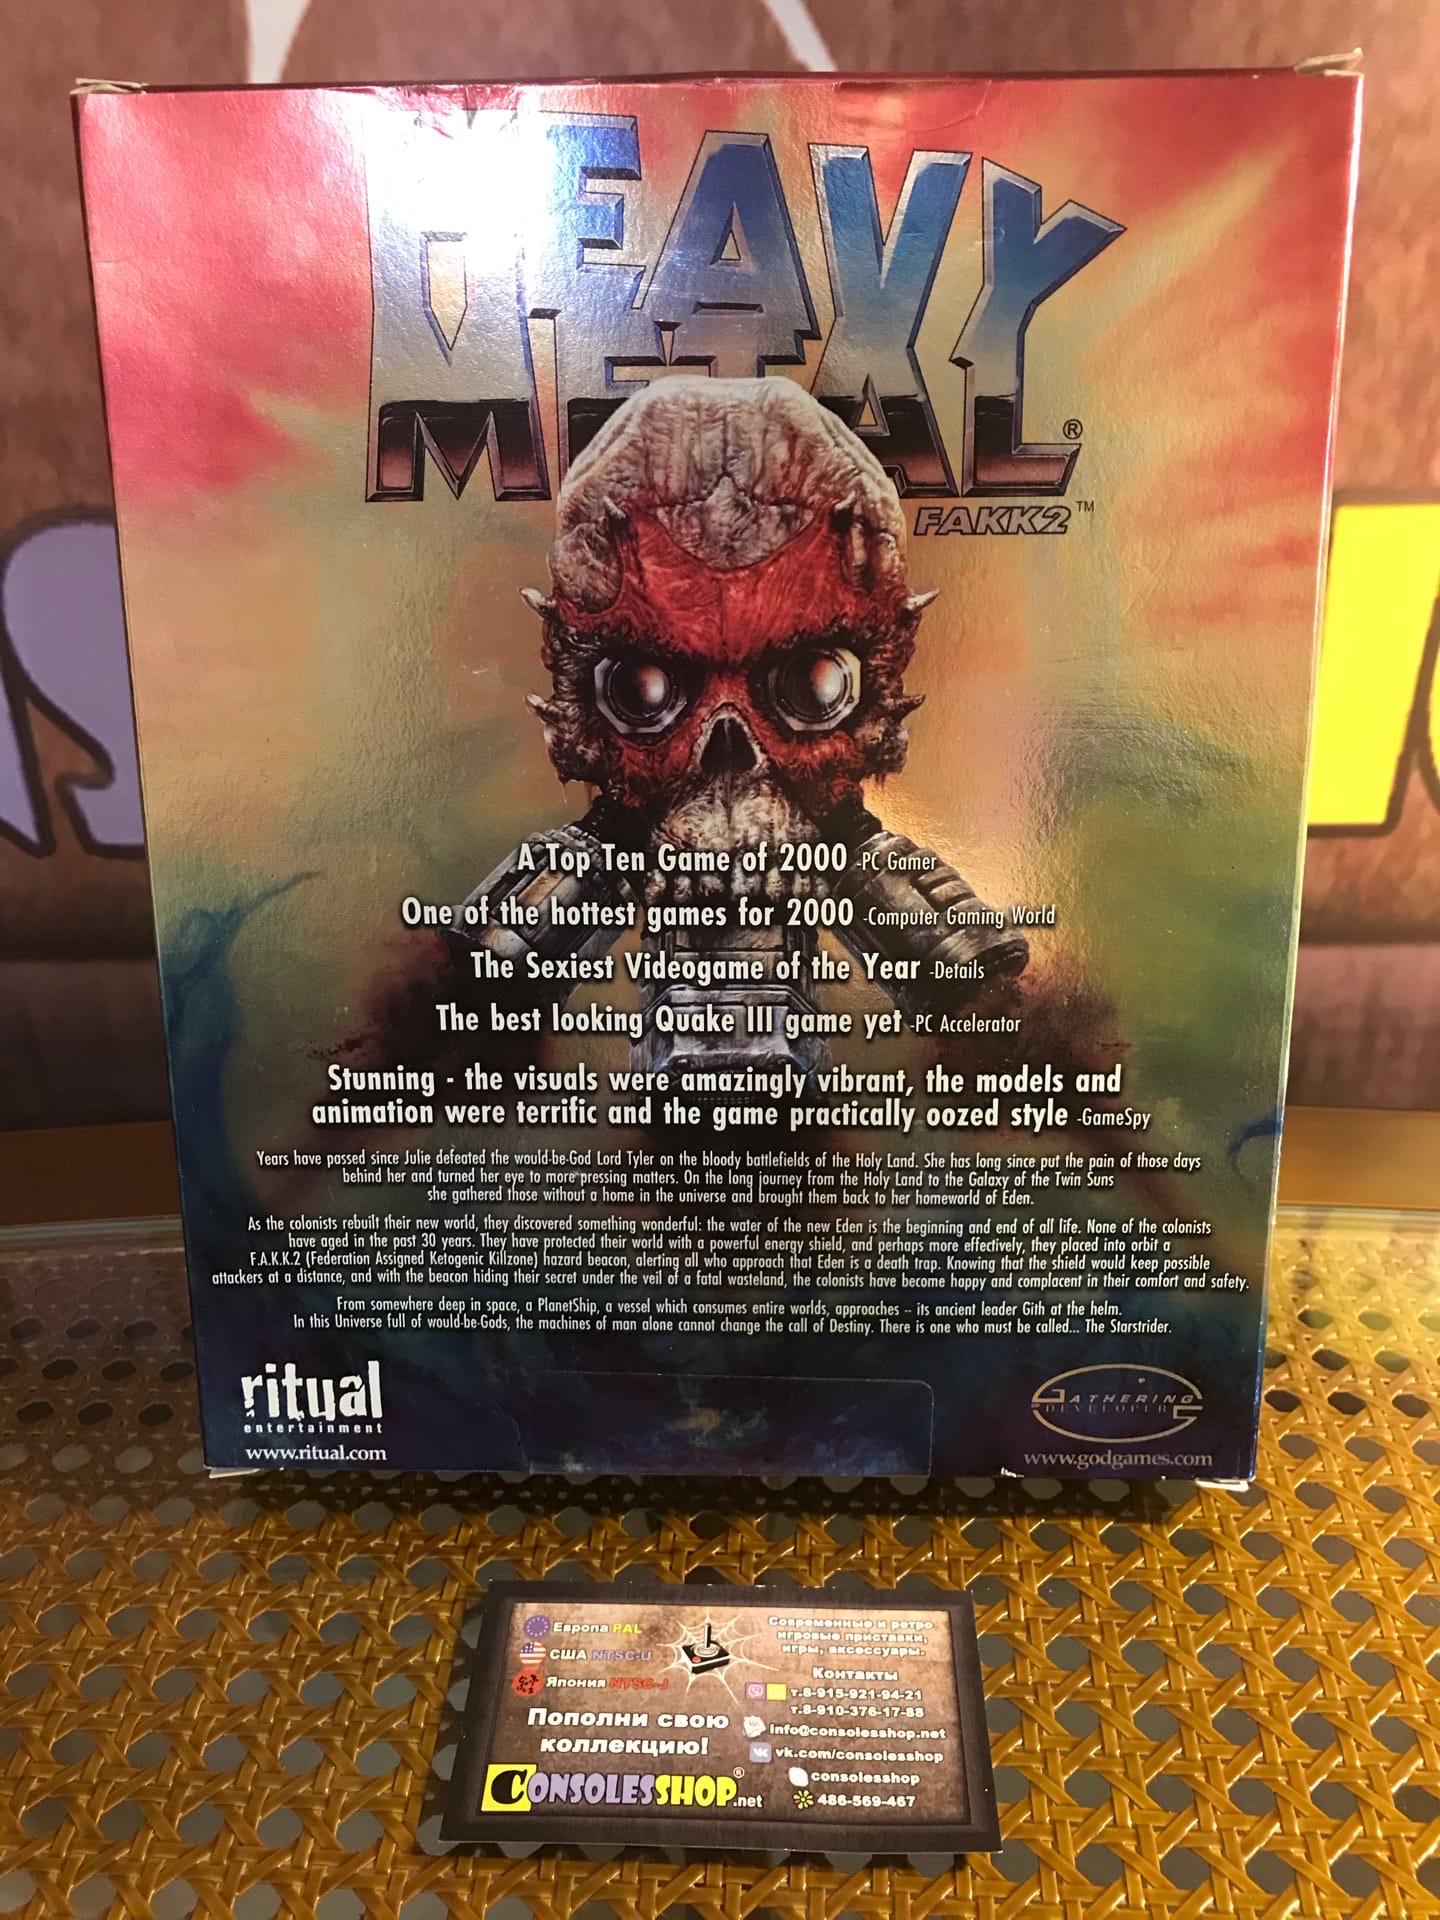 HEAVY
METAL ®
FAKK2 ™
A Top Ten Game of 2000 -PC Gamer
One of the hottest games for 2000 -Computer Gaming World
The Sexiest Videogame of the Year -Details
The best looking Quake III game yet -PC Accelerator
Stunning - the visuals were amazingly vibrant, the models and
animation were terrific and the game practically oozed style -GameSpy
Years have passed since Julie defeated the would-be-God Lord Tyler on the bloody battlefields of the Holy Land. She has long since put the pain of those days
behind her and turned her eye to more pressing matters. On the long journey from the Holy Land to the Galaxy of the Twin Suns
she gathered those without a home in the universe and brought them back to her homeworld of Eden.
As the colonists rebuilt their new world, they discovered something wonderful: the water of the new Eden is the beginning and end of all life. None of the colonists
have aged in the past 30 years. They have protected their world with a powerful energy shield, and perhaps more effectively, they placed into orbit a
F.A.K.K.2 (Federation Assigned Ketogenic Killzone) hazard beacon, alerting all who approach that Eden is a death trap. Knowing that the shield would keep possible
attackers at a distance, and with the beacon hiding their secret under the veil of a fatal wasteland, the colonists have become happy and complacent in their comfort and safety.
From somewhere deep in space, a PlanetShip, a vessel which consumes entire worlds, approaches – its ancient leader Gith at the helm.
In this Universe full of would-be-Gods, the machines of man alone cannot change the call of Destiny. There is one who must be called... The Starstrider.
ritual
entertainment
www.ritual.com
GATHERING
OF DEVELOPERS
www.godgames.com
Европа PAL
США NTSC-U
Япония NTSC-J
Пополни свою
коллекцию!
CONSOLESSHOP®.net
Современные и ретро
игровые приставки,
игры, аксессуары.
Контакты
т.8-915-921-94-21
т.8-910-376-17-88
info@consolesshop.net
vk.com/consolesshop
consolesshop
486-569-467